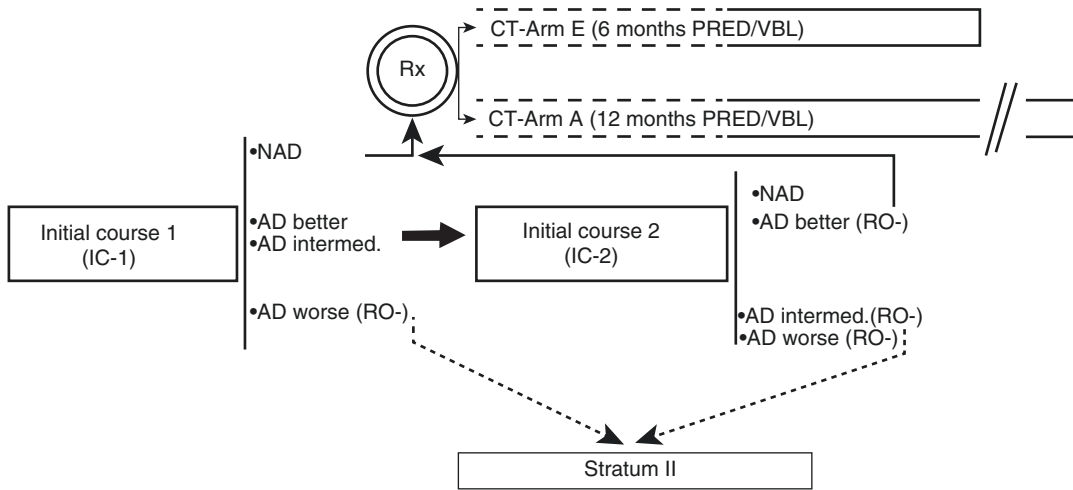 CT-Arm E (6 months PRED/VBL)
Rx
CT-Arm A (12 months PRED/VBL)
•NAD
Initial course 1
(IC-1)
•AD better
•AD intermed.
•AD worse (RO-)
Initial course 2
(IC-2)
•NAD
•AD better (RO-)
•AD intermed.(RO-)
•AD worse (RO-)
Stratum II